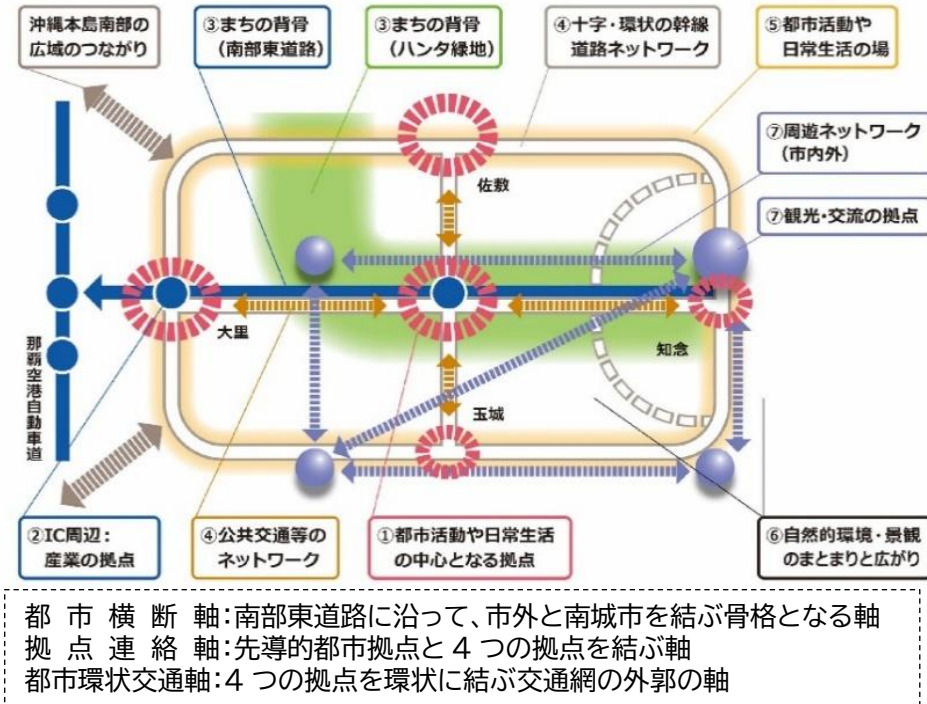 沖縄本島南部の
広域のつながり
③まちの背骨
（南部東道路）
③まちの背骨
（ハンタ緑地）
④十字・環状の幹線
道路ネットワーク
⑤都市活動や
日常生活の場
⑦周遊ネットワーク
（市内外）
⑦観光・交流の拠点
佐敷
大里
知念
玉城
那覇空港自動車道
②IC周辺：
産業の拠点
④公共交通等の
ネットワーク
①都市活動や日常生活
の中心となる拠点
⑥自然的環境・景観
のまとまりと広がり
都市横断軸：南部東道路に沿って、市外と南城市を結ぶ骨格となる軸
拠点連絡軸：先導的都市拠点と4つの拠点を結ぶ軸
都市環状交通軸：4つの拠点を環状に結ぶ交通網の外郭の軸